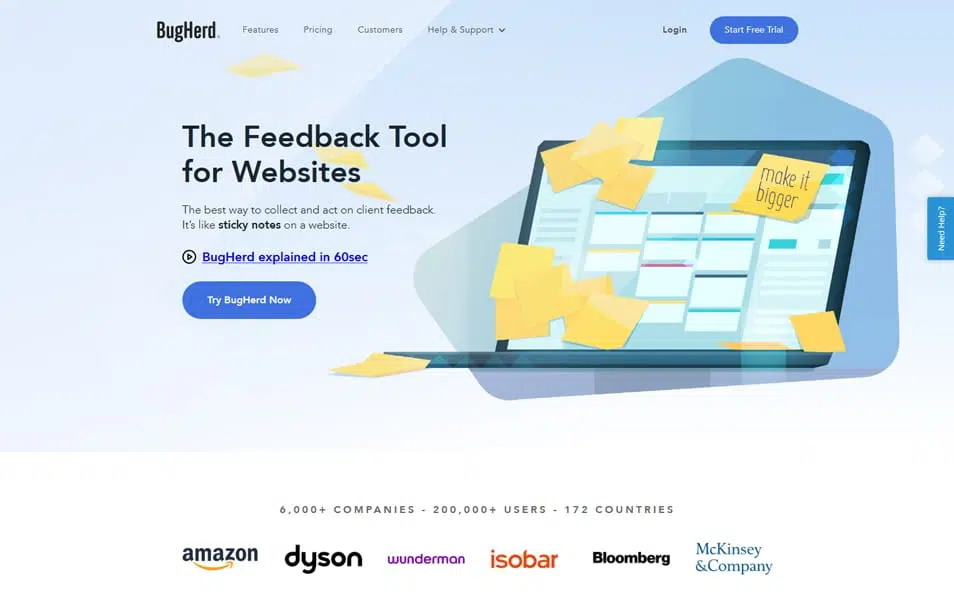 BugHerd.
Features
Pricing
Customers
Help & Support
Login
Start Free Trial
The Feedback Tool
for Websites
The best way to collect and act on client feedback.
It's like sticky notes on a website.
BugHerd explained in 60sec
Try BugHerd Now
make it
bigger
Need Help?
6,000+ COMPANIES - 200,000+ USERS - 172 COUNTRIES
amazon
dyson
wunderman
isobar
Bloomberg
McKinsey
&Company